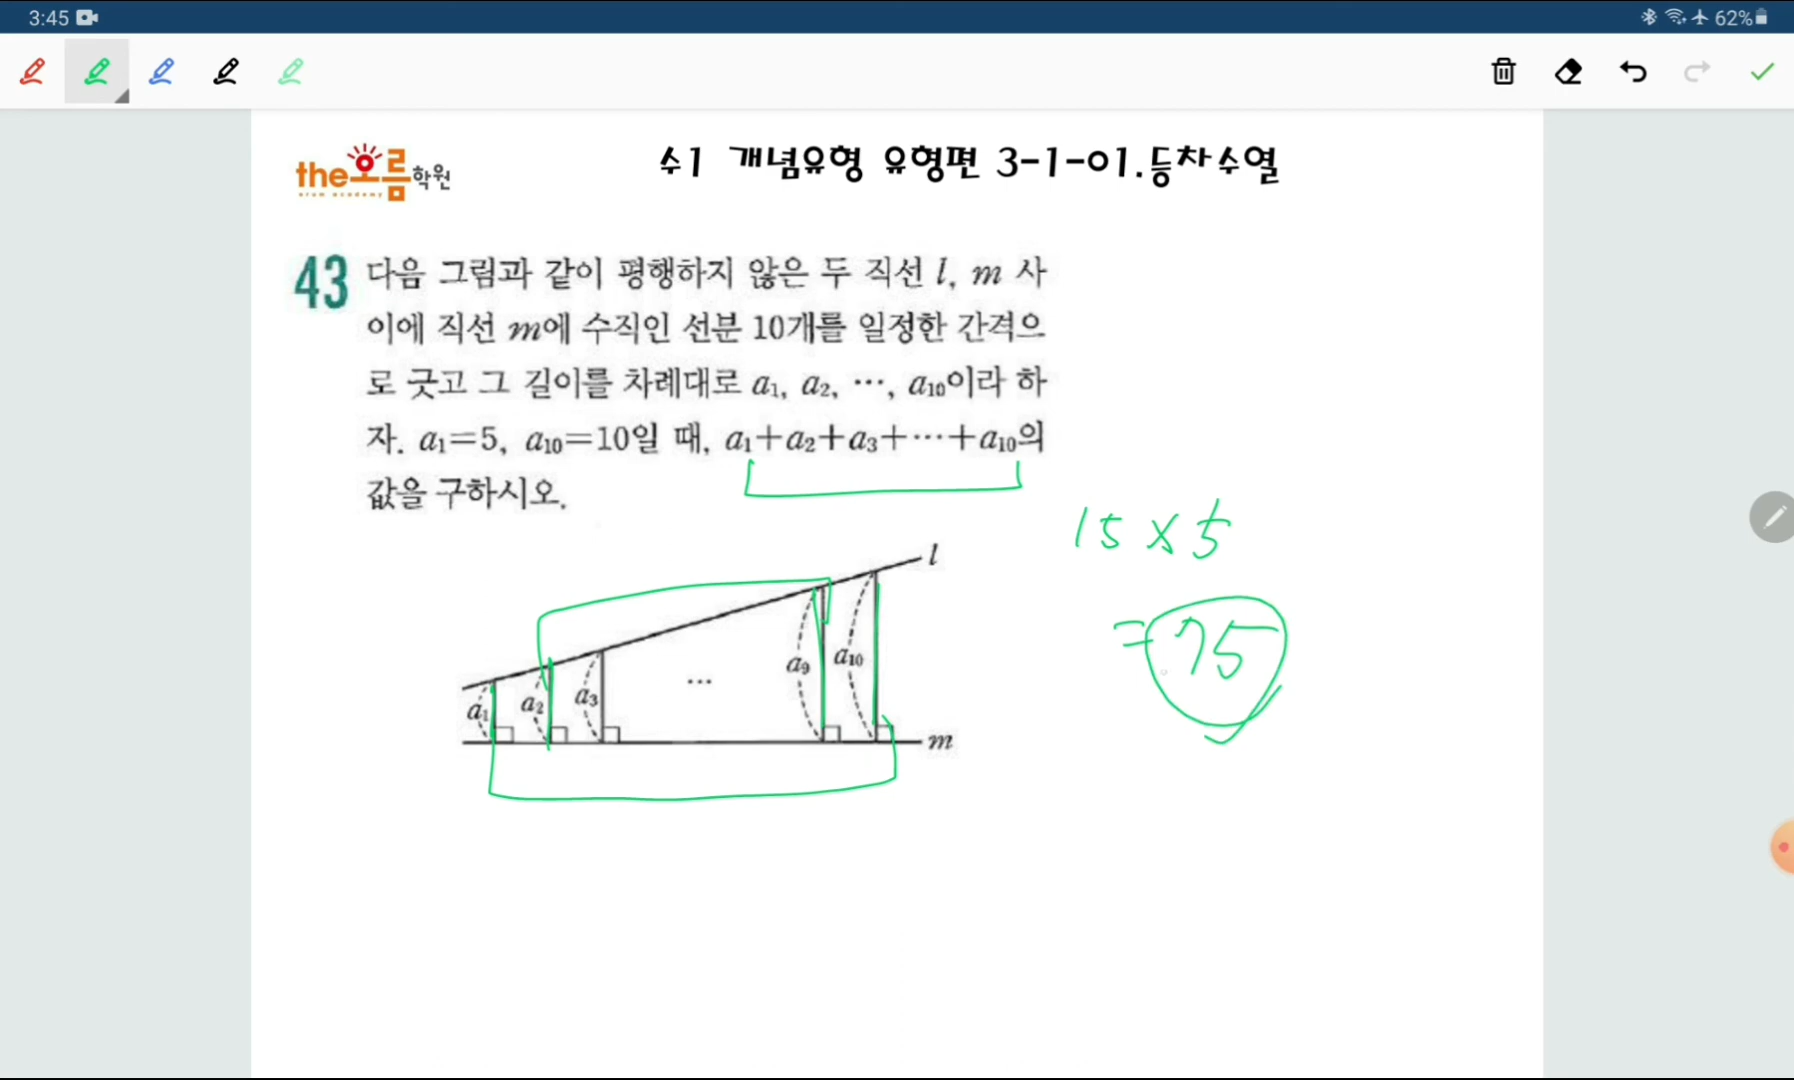 3:45
62%
the오름학원
oram academy
수1 개념유형 유형편 3-1-01.등차수열
43 다음 그림과 같이 평행하지 않은 두 직선 l, m 사
이에 직선 m에 수직인 선분 10개를 일정한 간격으
로 긋고 그 길이를 차례대로 a₁, a₂, ⋯, a₁₀이라 하
자. a₁=5, a₁₀=10일 때, a₁+a₂+a₃+⋯+a₁₀의
값을 구하시오.
15 × 5
= 75
l
a₁ a₂ a₃ ⋯ a₉ a₁₀
m